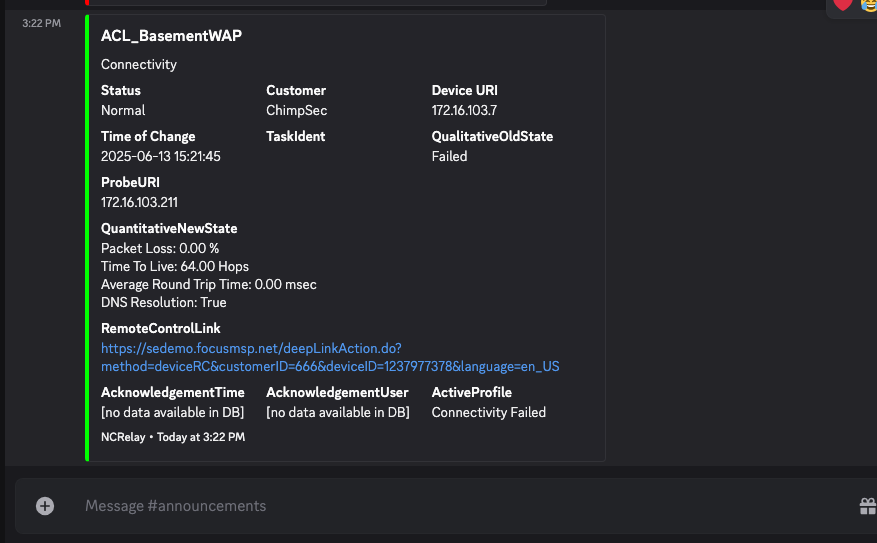 3:22 PM
ACL_BasementWAP
Connectivity
Status Customer Device URI
Normal ChimpSec 172.16.103.7
Time of Change TaskIdent QualitativeOldState
2025-06-13 15:21:45 Failed
ProbeURI
172.16.103.211
QuantitativeNewState
Packet Loss: 0.00 %
Time To Live: 64.00 Hops
Average Round Trip Time: 0.00 msec
DNS Resolution: True
RemoteControlLink
https://sedemo.focusmsp.net/deepLinkAction.do?
method=deviceRC&customerID=666&deviceID=1237977378&language=en_US
AcknowledgementTime AcknowledgementUser ActiveProfile
[no data available in DB] [no data available in DB] Connectivity Failed
NCRelay • Today at 3:22 PM
Message #announcements